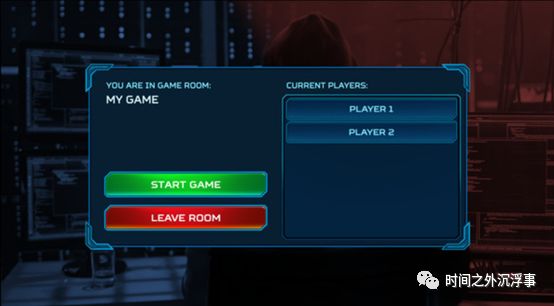 YOU ARE IN GAME ROOM:
MY GAME
CURRENT PLAYERS:
PLAYER 1
PLAYER 2
START GAME
LEAVE ROOM
时间之外沉浮事